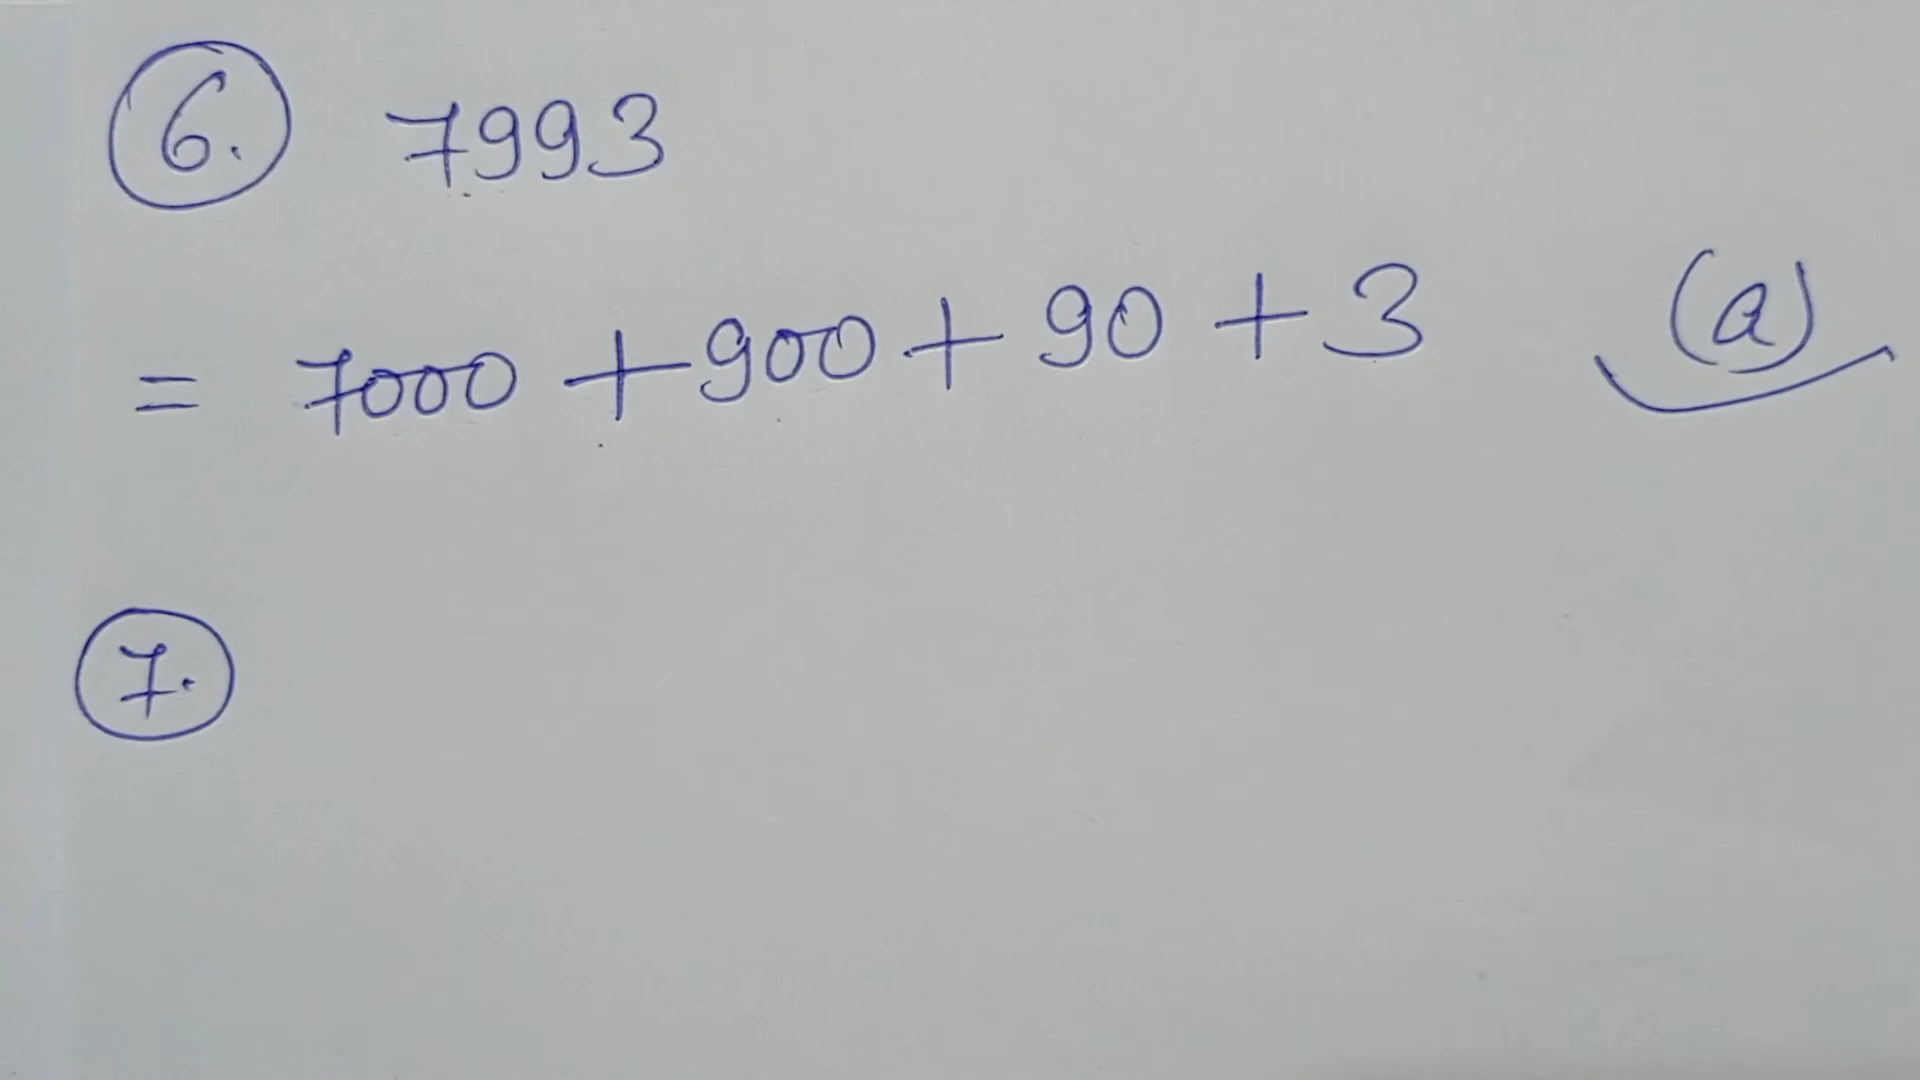 6. 7993
= 7000 + 900 + 90 + 3 (a)
7.